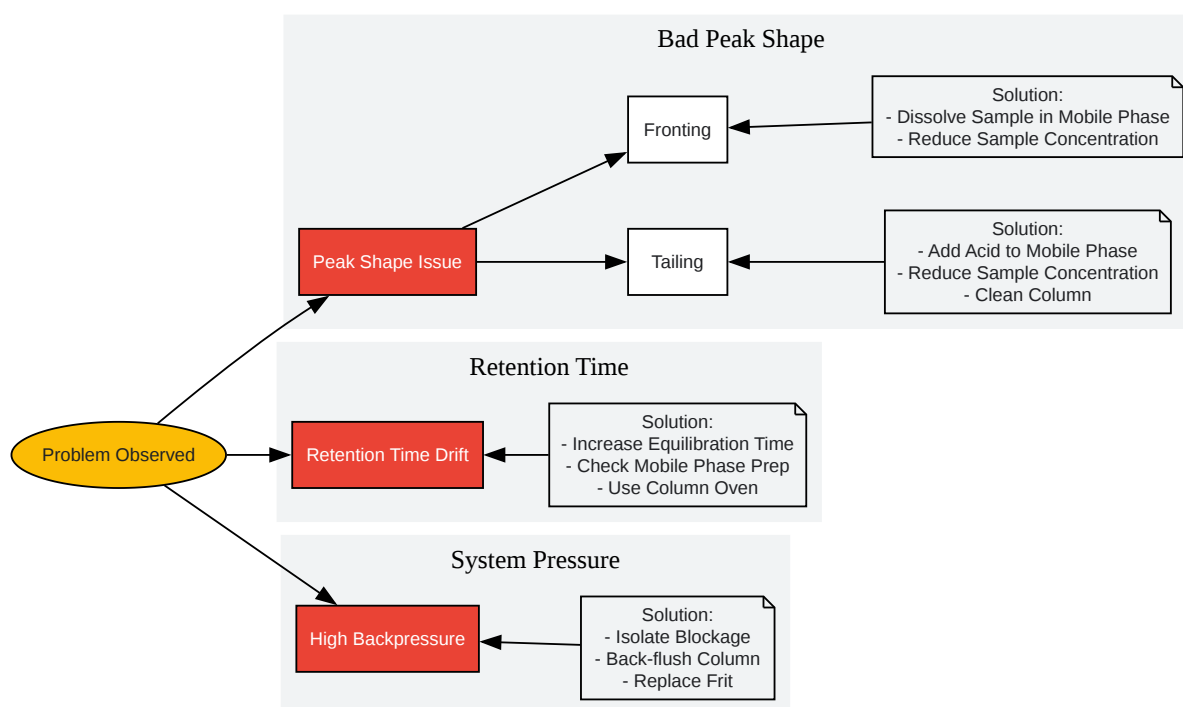 Bad Peak Shape
Fronting
Solution:
- Dissolve Sample in Mobile Phase
- Reduce Sample Concentration
Peak Shape Issue
Tailing
Solution:
- Add Acid to Mobile Phase
- Reduce Sample Concentration
- Clean Column
Retention Time
Problem Observed
Retention Time Drift
Solution:
- Increase Equilibration Time
- Check Mobile Phase Prep
- Use Column Oven
System Pressure
High Backpressure
Solution:
- Isolate Blockage
- Back-flush Column
- Replace Frit